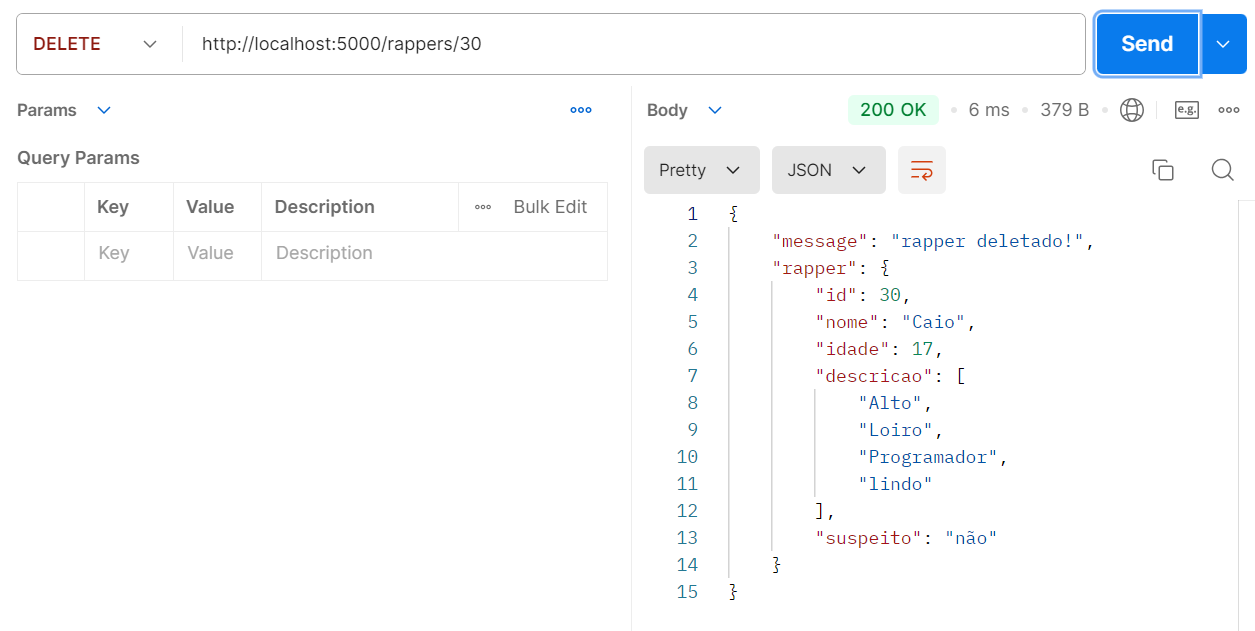 DELETE http://localhost:5000/rappers/30 Send
Params
Query Params
Key Value Description Bulk Edit
Key Value Description
Body 200 OK 6 ms 379 B e.g.
Pretty JSON
1 {
2     "message": "rapper deletado!",
3     "rapper": {
4         "id": 30,
5         "nome": "Caio",
6         "idade": 17,
7         "descricao": [
8             "Alto",
9             "Loiro",
10             "Programador",
11             "lindo"
12         ],
13         "suspeito": "não"
14     }
15 }